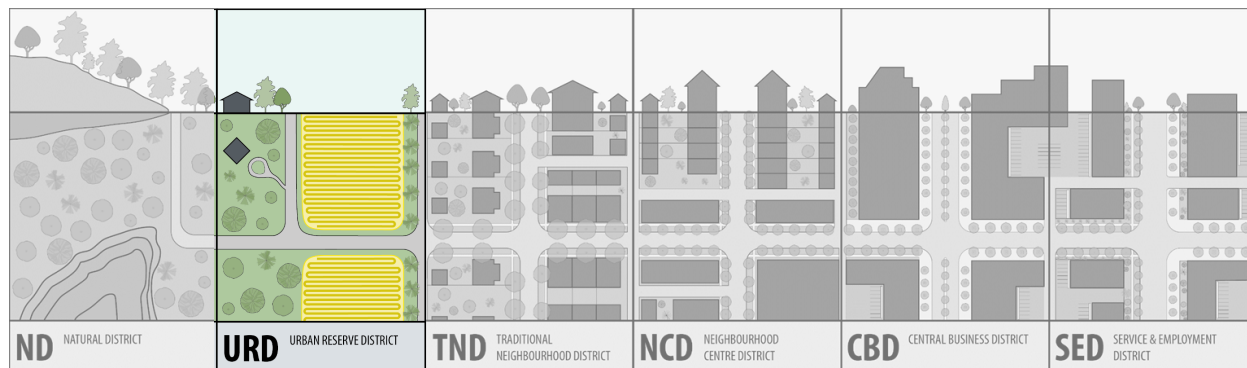 ND NATURAL DISTRICT
URD URBAN RESERVE DISTRICT
TND TRADITIONAL
NEIGHBOURHOOD DISTRICT
NCD NEIGHBOURHOOD
CENTRE DISTRICT
CBD CENTRAL BUSINESS DISTRICT
SED SERVICE & EMPLOYMENT
DISTRICT